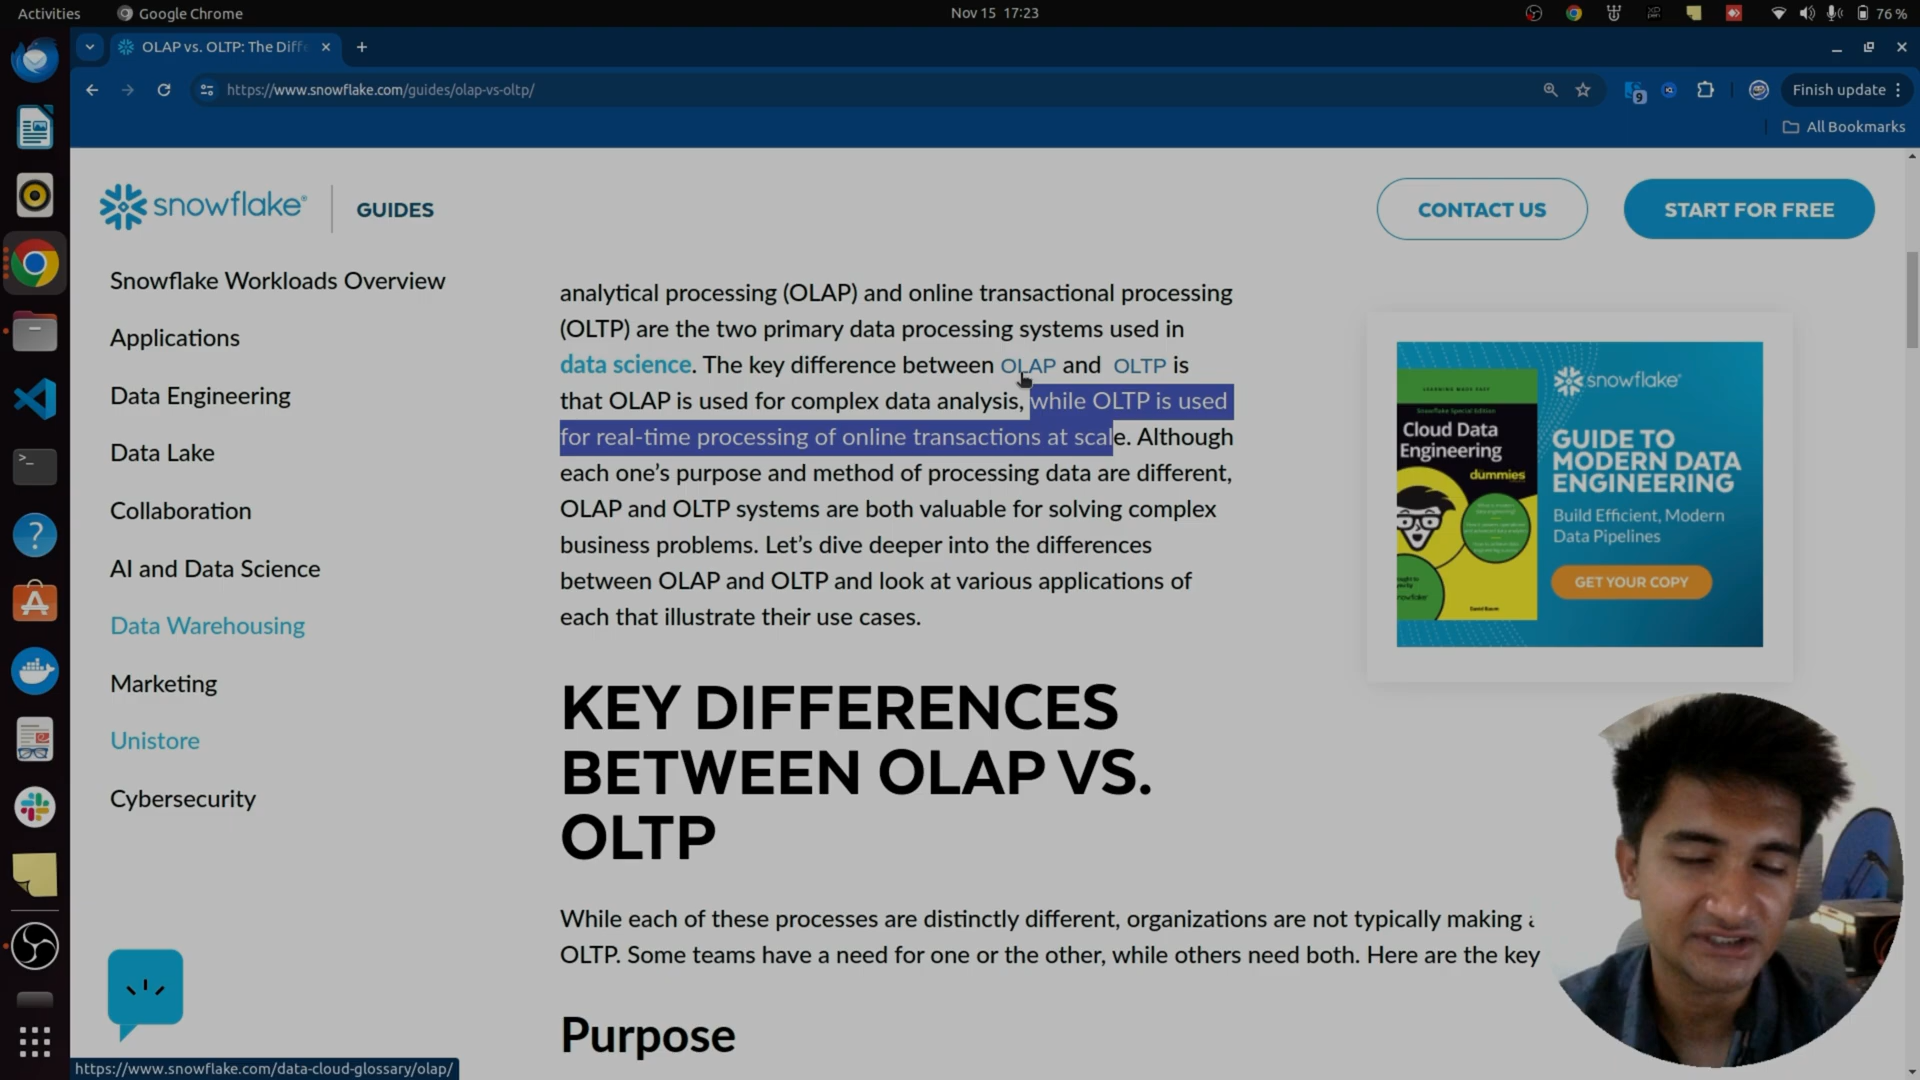 Activities
Google Chrome
Nov 15 17:23
76 %
OLAP vs. OLTP: The Diff
https://www.snowflake.com/guides/olap-vs-oltp/
9
Finish update
All Bookmarks
snowflake
GUIDES
CONTACT US
START FOR FREE
Snowflake Workloads Overview
Applications
Data Engineering
Data Lake
Collaboration
AI and Data Science
Data Warehousing
Marketing
Unistore
Cybersecurity
analytical processing (OLAP) and online transactional processing
(OLTP) are the two primary data processing systems used in
data science. The key difference between OLAP and OLTP is
that OLAP is used for complex data analysis, while OLTP is used
for real-time processing of online transactions at scale. Although
each one’s purpose and method of processing data are different,
OLAP and OLTP systems are both valuable for solving complex
business problems. Let’s dive deeper into the differences
between OLAP and OLTP and look at various applications of
each that illustrate their use cases.
KEY DIFFERENCES
BETWEEN OLAP VS.
OLTP
While each of these processes are distinctly different, organizations are not typically making
OLTP. Some teams have a need for one or the other, while others need both. Here are the key
Purpose
LEARNING MADE EASY
Snowflake Special Edition
Cloud Data
Engineering
dummies
David Baum
snowflake
GUIDE TO
MODERN DATA
ENGINEERING
Build Efficient, Modern
Data Pipelines
GET YOUR COPY
https://www.snowflake.com/data-cloud-glossary/olap/